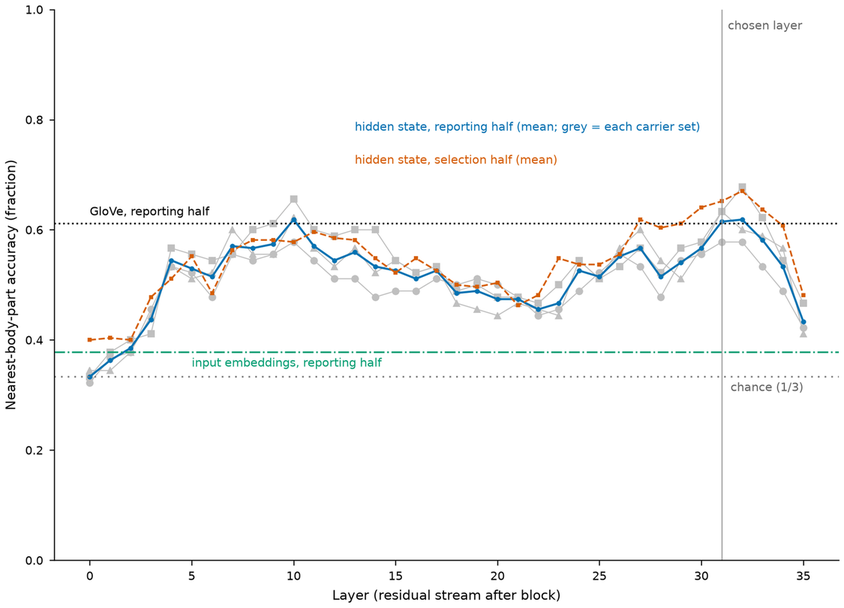 1.0
chosen layer
0.8
hidden state, reporting half (mean; grey = each carrier set)
hidden state, selection half (mean)
GloVe, reporting half
0.6
0.4
input embeddings, reporting half
chance (1/3)
0.2
0.0
Nearest-body-part accuracy (fraction)
0 5 10 15 20 25 30 35
Layer (residual stream after block)